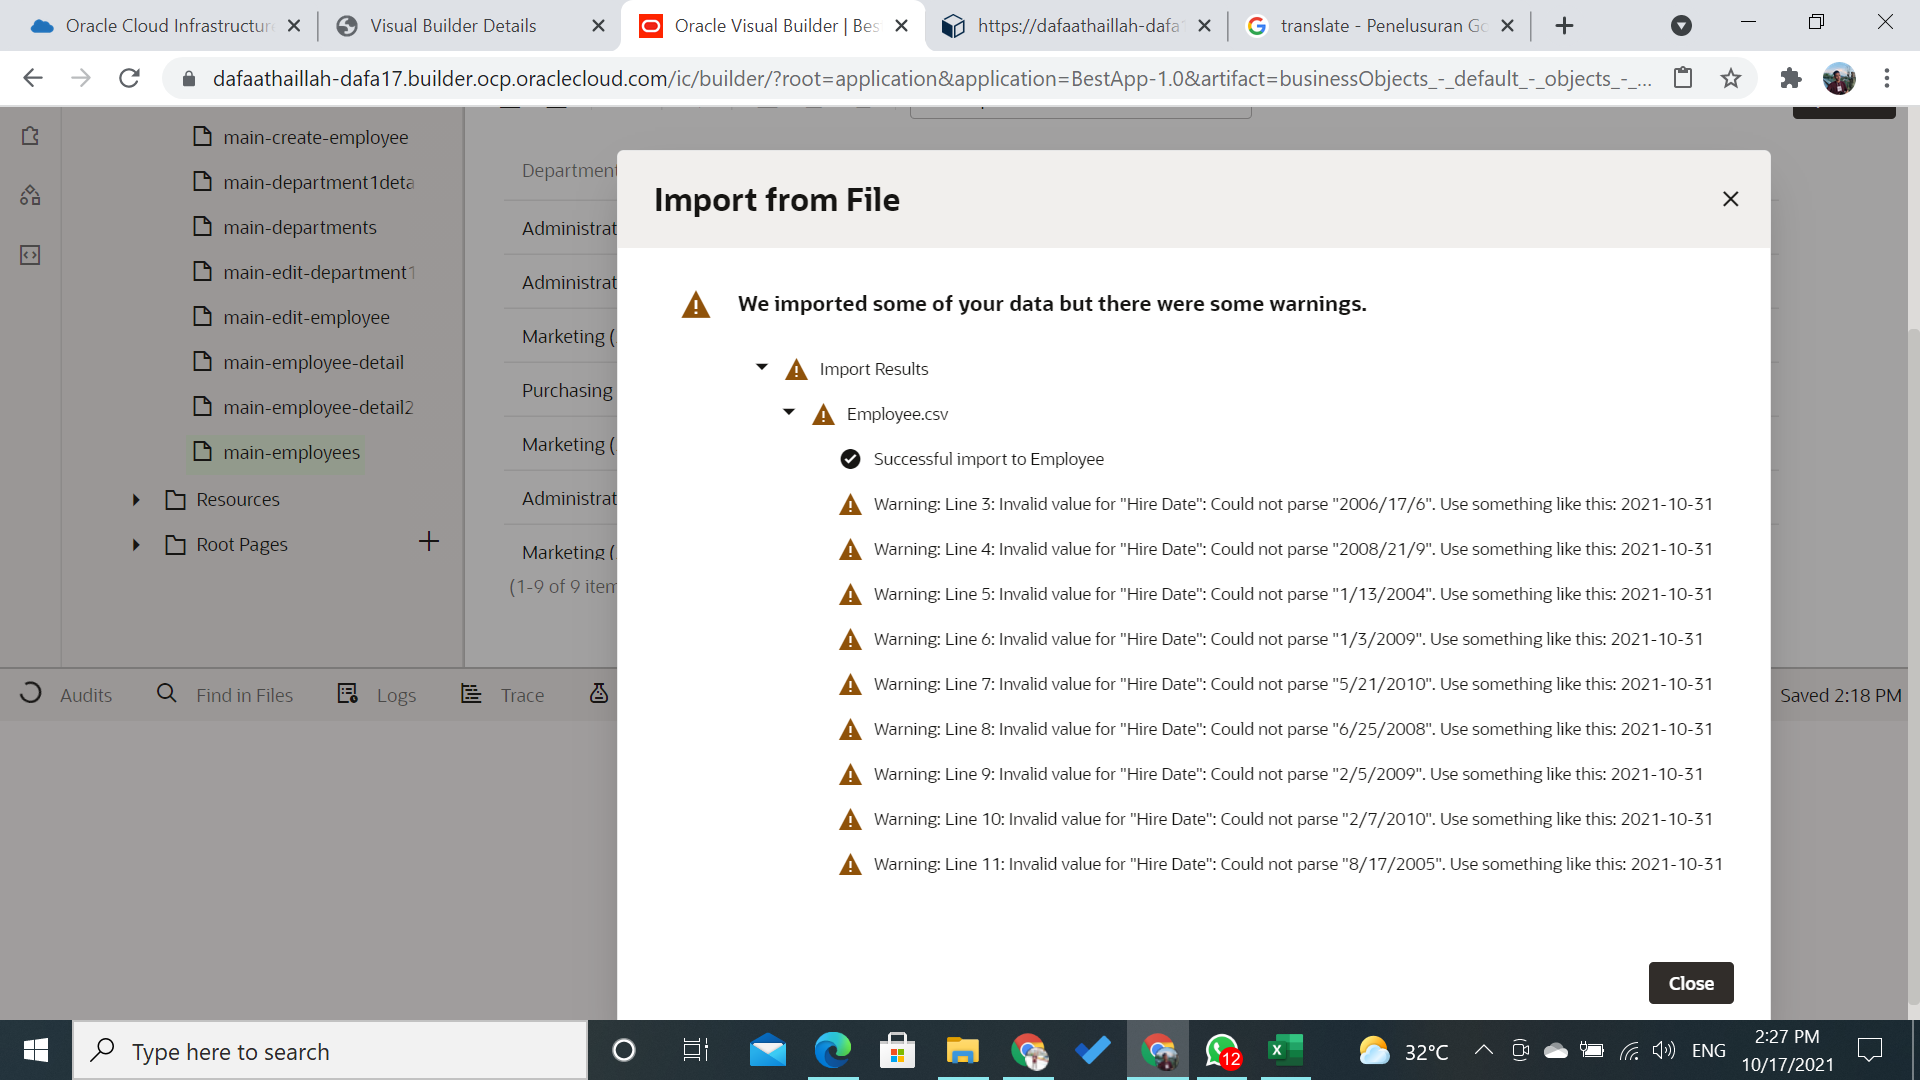 Oracle Cloud Infrastructure
Visual Builder Details
Oracle Visual Builder | Bes
https://dafaathaillah-dafa1
translate - Penelusuran Go
dafaathaillah-dafa17.builder.ocp.oraclecloud.com/ic/builder/?root=application&application=BestApp-1.0&artifact=businessObjects_-_default_-_objects_-_...
main-create-employee
main-department1deta
main-departments
main-edit-department1
main-edit-employee
main-employee-detail
main-employee-detail2
main-employees
Resources
Root Pages
Department
Administrat
Administrat
Marketing (
Purchasing
Marketing (
Administrat
Marketing (
(1-9 of 9 item
Import from File
We imported some of your data but there were some warnings.
Import Results
Employee.csv
Successful import to Employee
Warning: Line 3: Invalid value for "Hire Date": Could not parse "2006/17/6". Use something like this: 2021-10-31
Warning: Line 4: Invalid value for "Hire Date": Could not parse "2008/21/9". Use something like this: 2021-10-31
Warning: Line 5: Invalid value for "Hire Date": Could not parse "1/13/2004". Use something like this: 2021-10-31
Warning: Line 6: Invalid value for "Hire Date": Could not parse "1/3/2009". Use something like this: 2021-10-31
Warning: Line 7: Invalid value for "Hire Date": Could not parse "5/21/2010". Use something like this: 2021-10-31
Warning: Line 8: Invalid value for "Hire Date": Could not parse "6/25/2008". Use something like this: 2021-10-31
Warning: Line 9: Invalid value for "Hire Date": Could not parse "2/5/2009". Use something like this: 2021-10-31
Warning: Line 10: Invalid value for "Hire Date": Could not parse "2/7/2010". Use something like this: 2021-10-31
Warning: Line 11: Invalid value for "Hire Date": Could not parse "8/17/2005". Use something like this: 2021-10-31
Close
Audits
Find in Files
Logs
Trace
Saved 2:18 PM
Type here to search
12
32°C
ENG
2:27 PM
10/17/2021